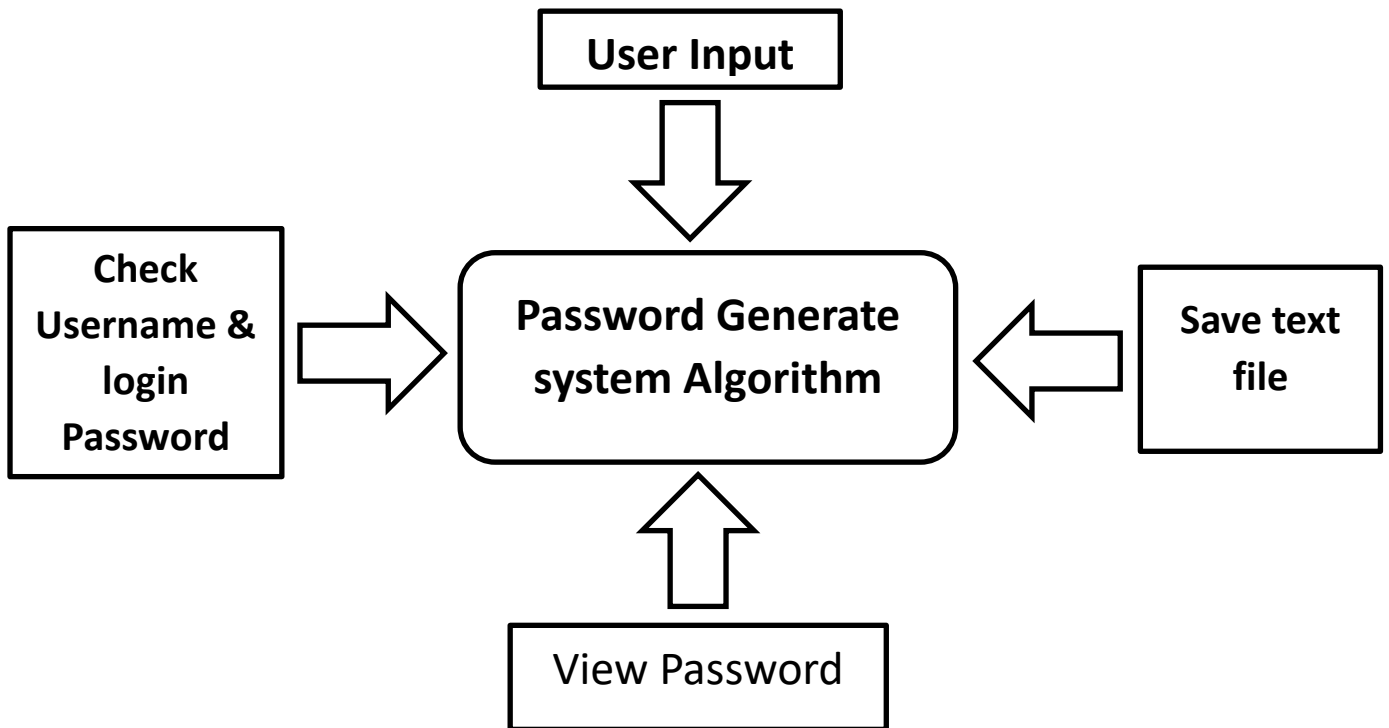 User Input
Check
Username &
login
Password
Password Generate
system Algorithm
Save text
file
View Password